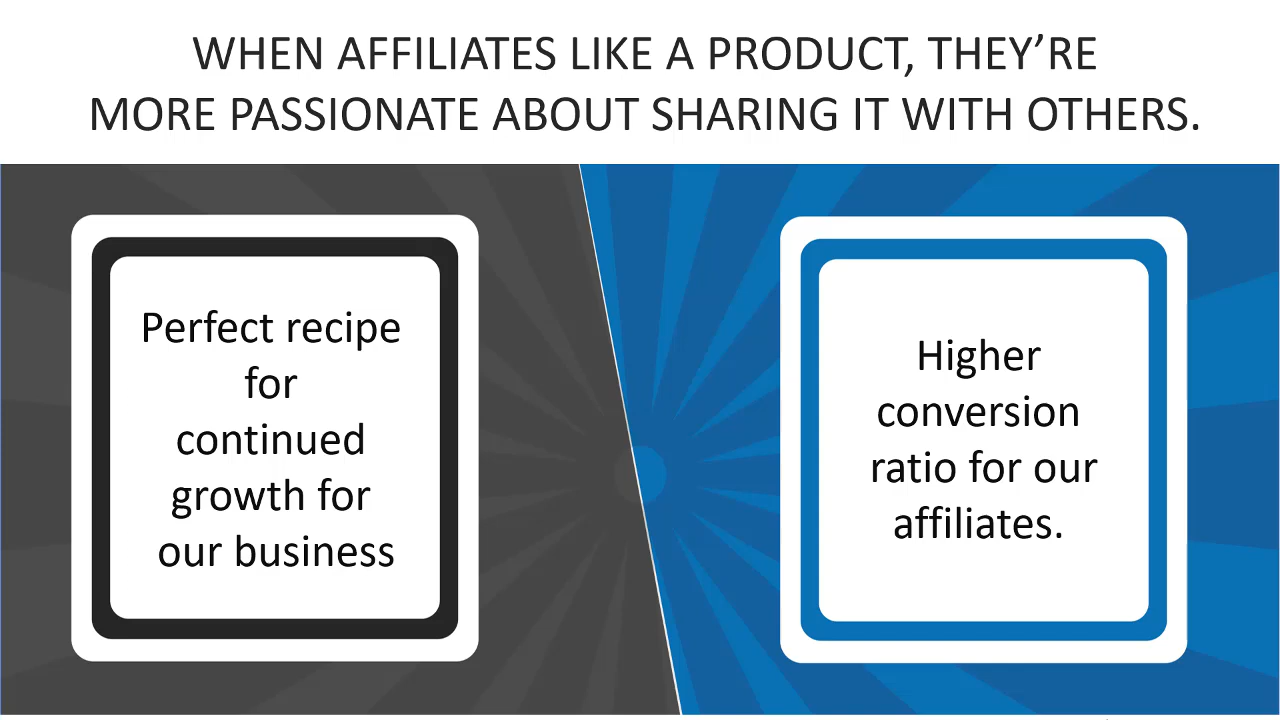 WHEN AFFILIATES LIKE A PRODUCT, THEY’RE
MORE PASSIONATE ABOUT SHARING IT WITH OTHERS.
Perfect recipe
for
continued
growth for
our business
Higher
conversion
ratio for our
affiliates.